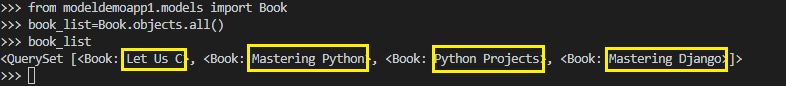 >>> from modeldemoapp1.models import Book
>>> book_list=Book.objects.all()
>>> book_list
<QuerySet [<Book: Let Us C>, <Book: Mastering Python>, <Book: Python Projects>, <Book: Mastering Django>]>
>>>